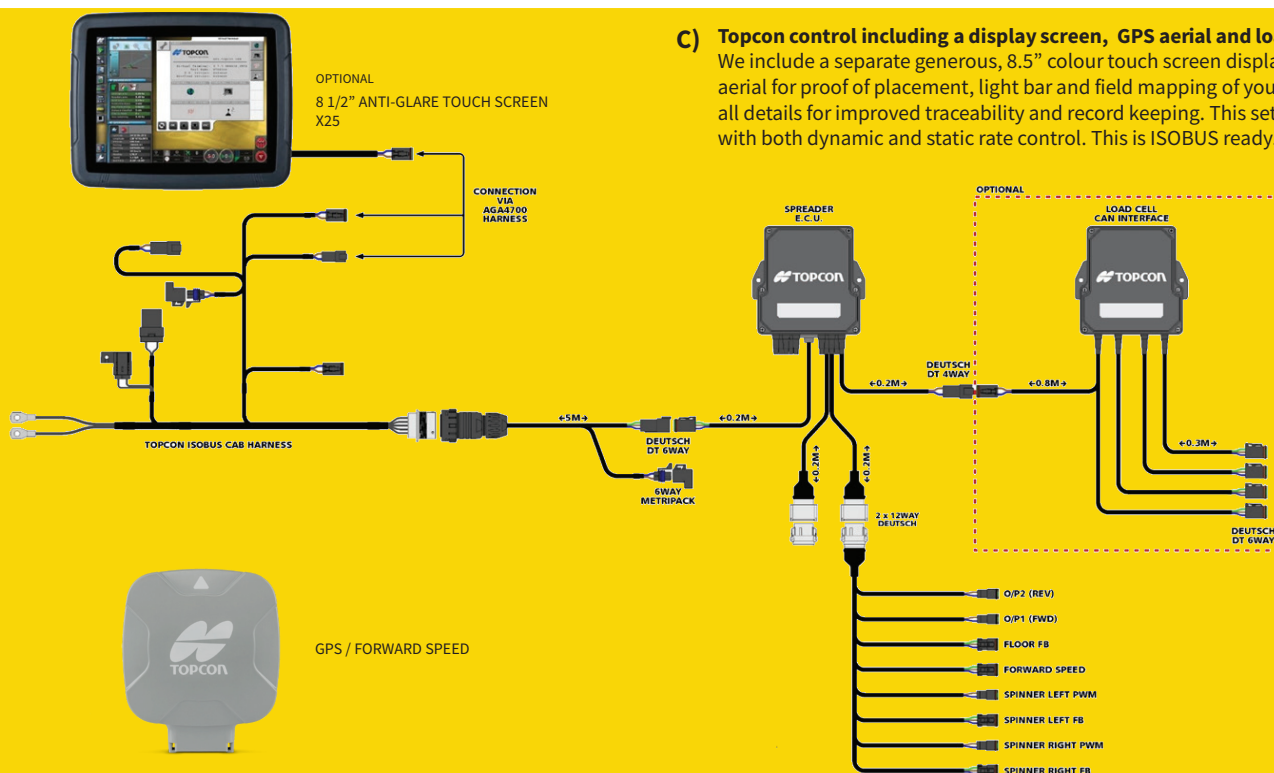 C) Topcon control including a display screen, GPS aerial and lo
We include a separate generous, 8.5” colour touch screen displa
aerial for proof of placement, light bar and field mapping of you
all details for improved traceability and record keeping. This set
with both dynamic and static rate control. This is ISOBUS ready
TOPCON
OPTIONAL
8 1/2” ANTI-GLARE TOUCH SCREEN
X25
CONNECTION
VIA
AGA4700
HARNESS
TOPCON ISOBUS CAB HARNESS
←5M→
DEUTSCH
DT 6WAY
6WAY
METRIPACK
←0.2M→
SPREADER
E.C.U.
TOPCON
←0.2M→
DEUTSCH
DT 4WAY
←0.2M→
←0.2M→
2 x 12WAY
DEUTSCH
OPTIONAL
LOAD CELL
CAN INTERFACE
TOPCON
←0.8M→
←0.3M→
DEUTSCH
DT 6WAY
O/P2 (REV)
O/P1 (FWD)
FLOOR FB
FORWARD SPEED
SPINNER LEFT PWM
SPINNER LEFT FB
SPINNER RIGHT PWM
SPINNER RIGHT FB
TOPCON
GPS / FORWARD SPEED